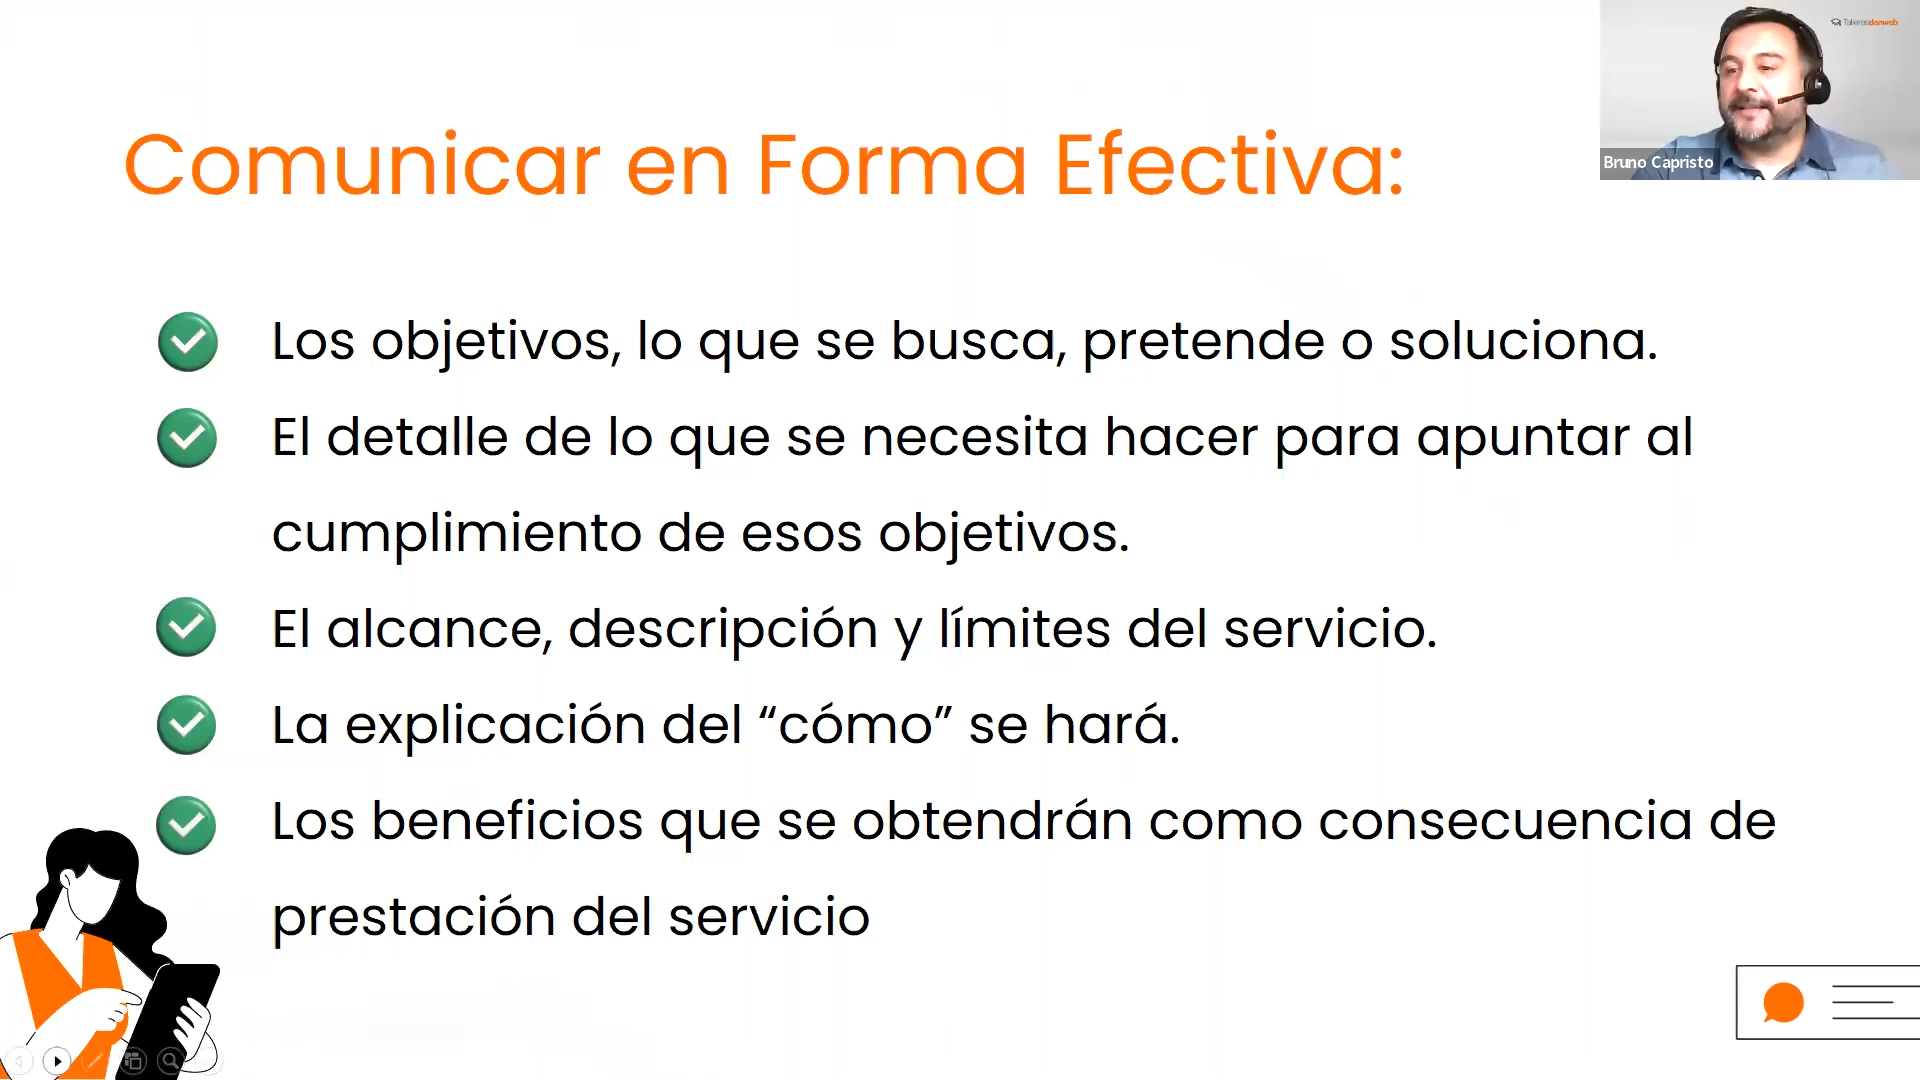 Talleresdonweb
Bruno Capristo
Comunicar en Forma Efectiva:
Los objetivos, lo que se busca, pretende o soluciona.
El detalle de lo que se necesita hacer para apuntar al
cumplimiento de esos objetivos.
El alcance, descripción y límites del servicio.
La explicación del “cómo” se hará.
Los beneficios que se obtendrán como consecuencia de
prestación del servicio